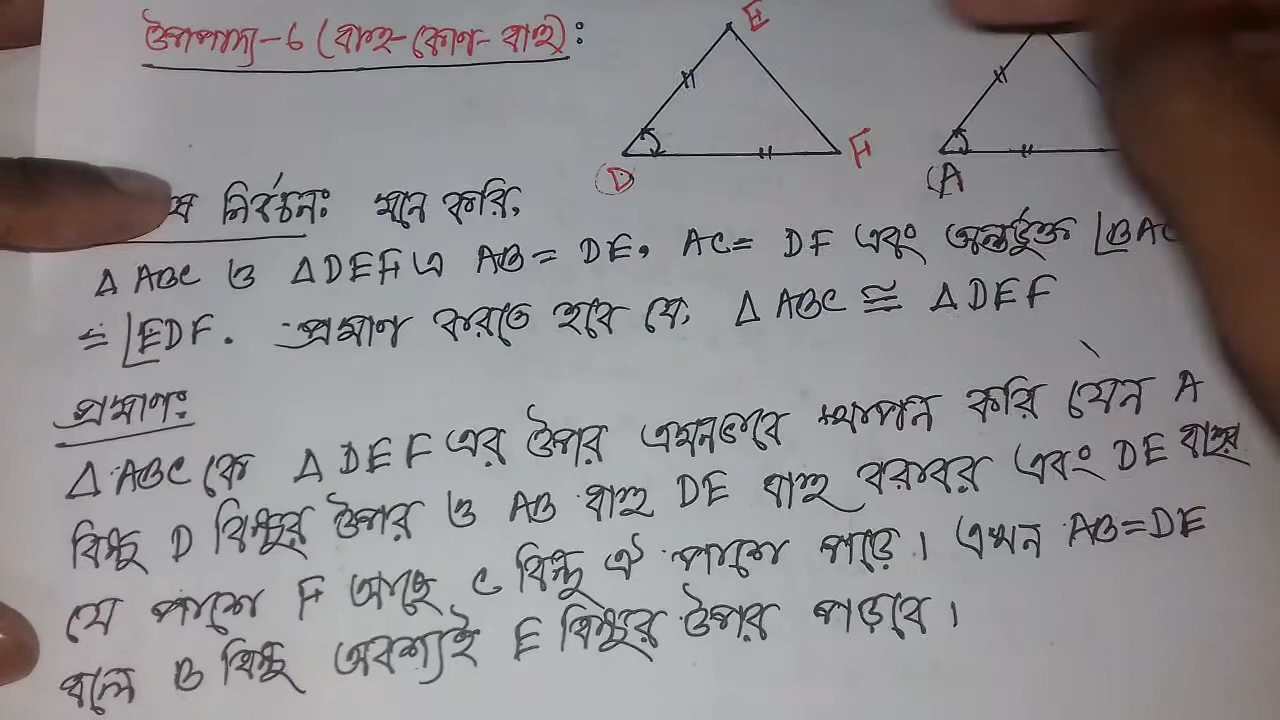 উপপাদ্য-৬ (বাহু-কোণ-বাহু):
E
D
F
A
নির্বচনঃ মনে করি,
△ ABC ও △DEF এ AB = DE, AC = DF এবং অন্তর্ভুক্ত ∠BAC
= ∠EDF. প্রমাণ করতে হবে যে, △ ABC ≅ △DEF
প্রমাণঃ
△ ABC কে △ DEF এর উপর এমনভাবে স্থাপন করি যেন A
বিন্দু D বিন্দুর উপর ও AB বাহু DE বাহু বরাবর এবং DE বাহুর
যে পাশে F আছে C বিন্দু ঐ পাশে পড়ে। এখন AB=DE
বলে B বিন্দু অবশ্যই E বিন্দুর উপর পড়বে।